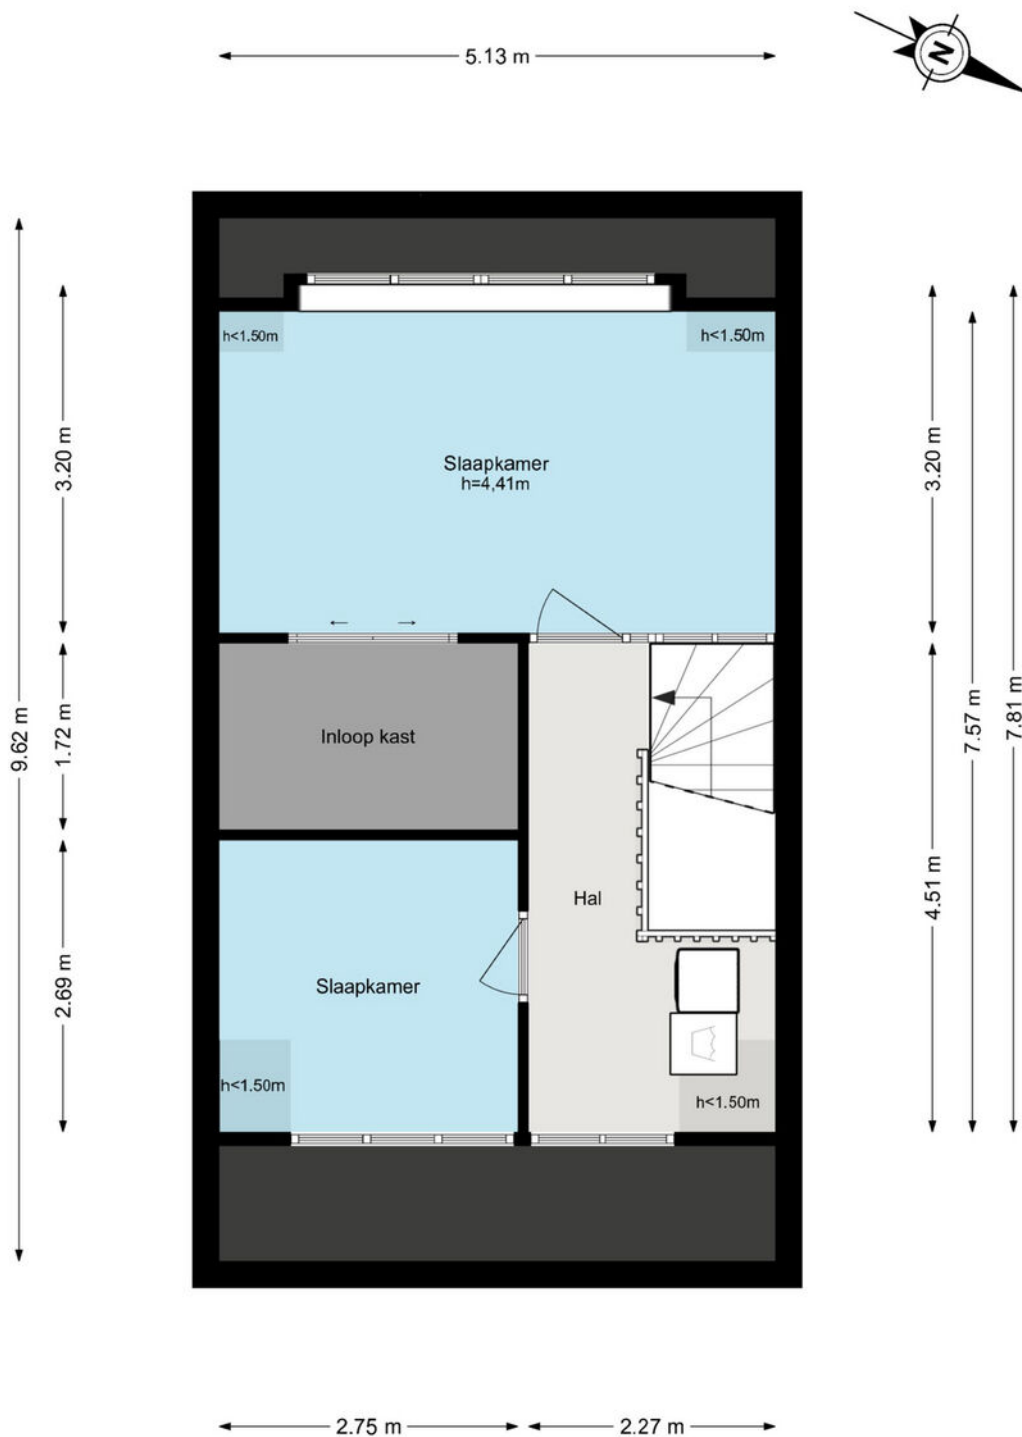 5.13 m
N
h<1.50m
h<1.50m
3.20 m
Slaapkamer
h=4,41m
3.20 m
9.62 m
1.72 m
Inloop kast
7.57 m
7.81 m
4.51 m
Hal
2.69 m
Slaapkamer
h<1.50m
h<1.50m
2.75 m
2.27 m